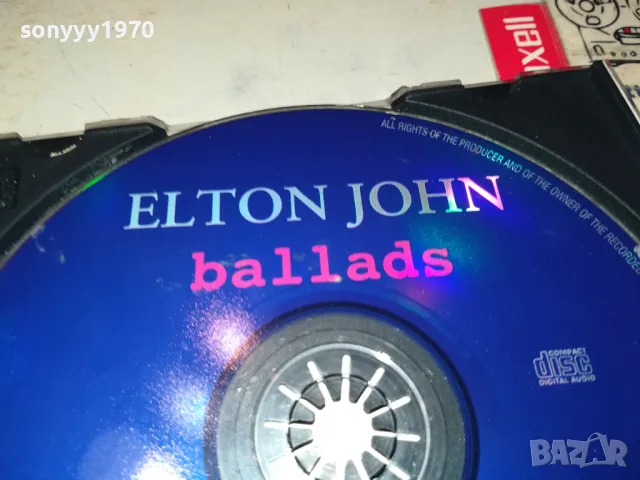 sonyyy1970
maxell
ALL RIGHTS OF THE PRODUCER AND OF THE OWNER OF THE RECORDED
ELTON JOHN
ballads
COMPACT
disc
DIGITAL AUDIO
BAZAR